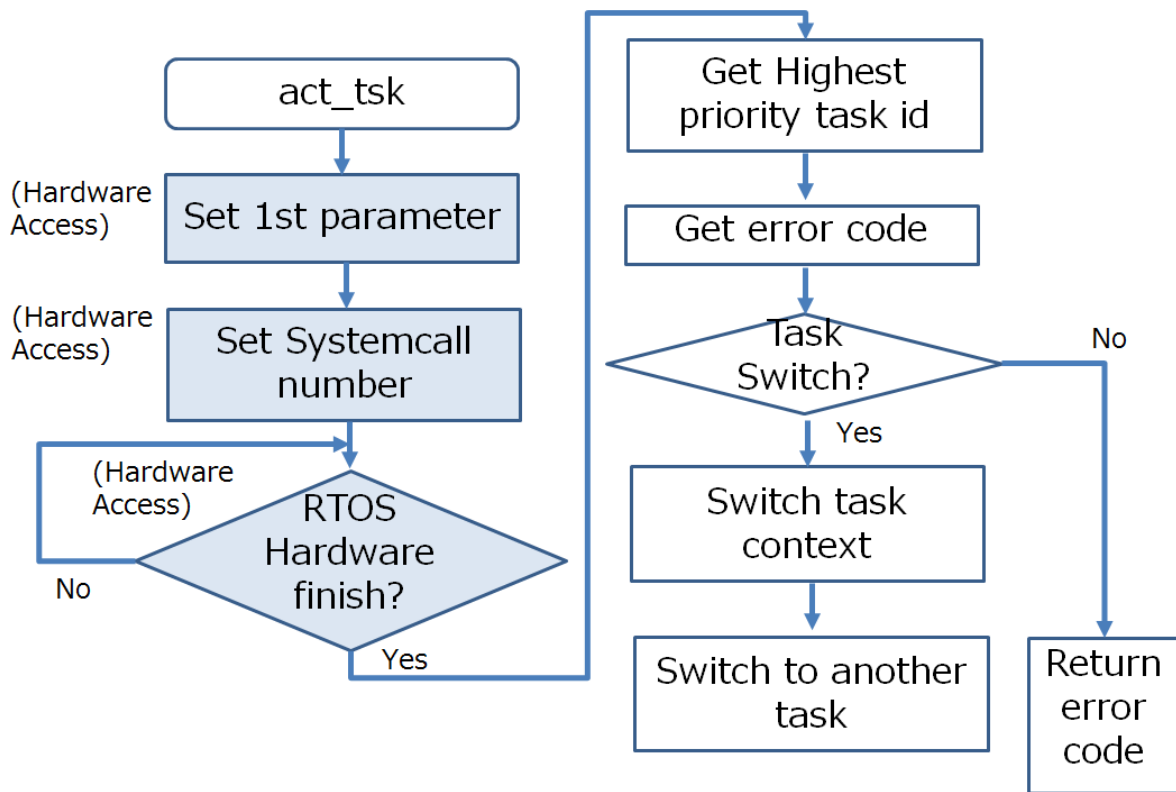 act_tsk
(Hardware
Access)
Set 1st parameter
(Hardware
Access)
Set Systemcall
number
(Hardware
Access)
RTOS
Hardware
finish?
No
Yes
Get Highest
priority task id
Get error code
Task
Switch?
No
Yes
Switch task
context
Switch to another
task
Return
error
code